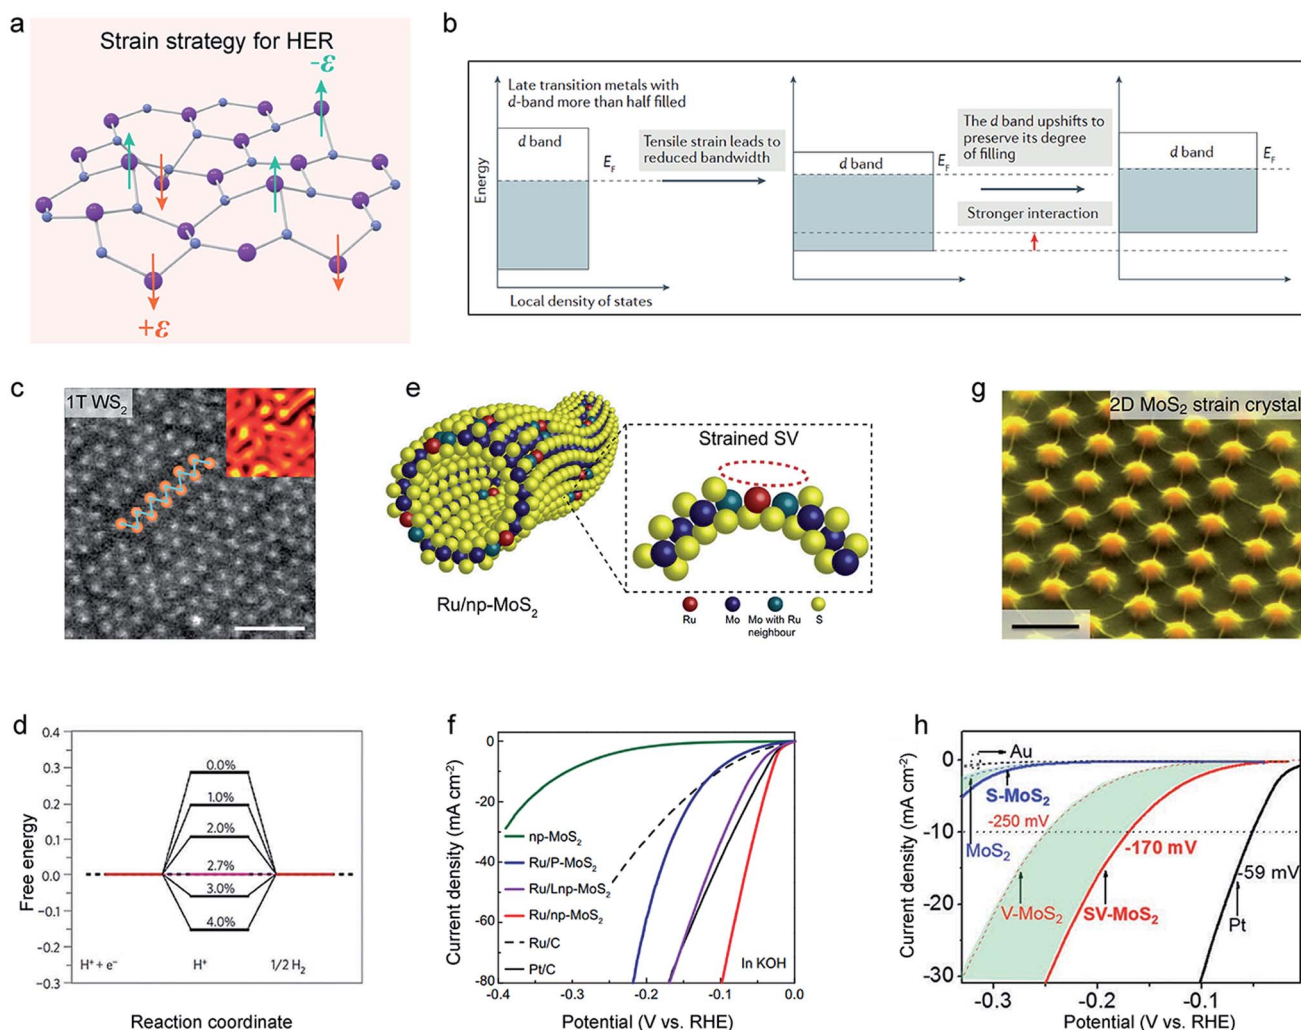 a
Strain strategy for HER
-ε
+ε
b
Late transition metals with
d-band more than half filled
d band
E_F
Energy
Local density of states
Tensile strain leads to
reduced bandwidth
d band
E_F
The d band upshifts to
preserve its degree
of filling
Stronger interaction
d band
E_F
c
1T WS₂
e
Ru/np-MoS₂
Strained SV
Ru
Mo
Mo with Ru
neighbour
S
g
2D MoS₂ strain crystal
d
Free energy
0.4
0.3
0.2
0.1
0.0
−0.1
−0.2
−0.3
0.0%
1.0%
2.0%
2.7%
3.0%
4.0%
H⁺ + e⁻
H⁺
1/2 H₂
Reaction coordinate
f
Current density (mA cm⁻²)
0
-20
-40
-60
-80
np-MoS₂
Ru/P-MoS₂
Ru/Lnp-MoS₂
Ru/np-MoS₂
Ru/C
Pt/C
In KOH
-0.4
-0.3
-0.2
-0.1
0.0
Potential (V vs. RHE)
h
Current density (mA cm⁻²)
0
-10
-20
-30
Au
S-MoS₂
-250 mV
MoS₂
-170 mV
-59 mV
V-MoS₂
SV-MoS₂
Pt
-0.3
-0.2
-0.1
Potential (V vs. RHE)